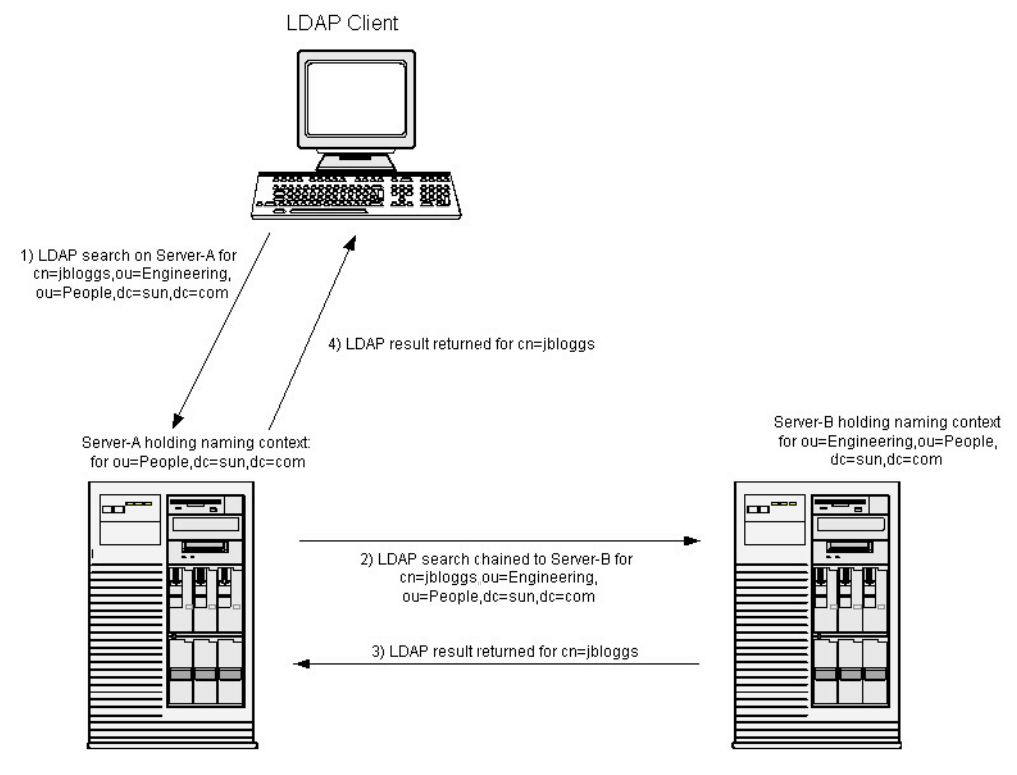 LDAP Client
1) LDAP search on Server-A for
cn=jbloggs,ou=Engineering,
ou=People,dc=sun,dc=com
4) LDAP result returned for cn=jbloggs
Server-A holding naming context:
for ou=People,dc=sun,dc=com
Server-B holding naming context
for ou=Engineering,ou=People,
dc=sun,dc=com
2) LDAP search chained to Server-B for
cn=jbloggs,ou=Engineering,
ou=People,dc=sun,dc=com
3) LDAP result returned for cn=jbloggs